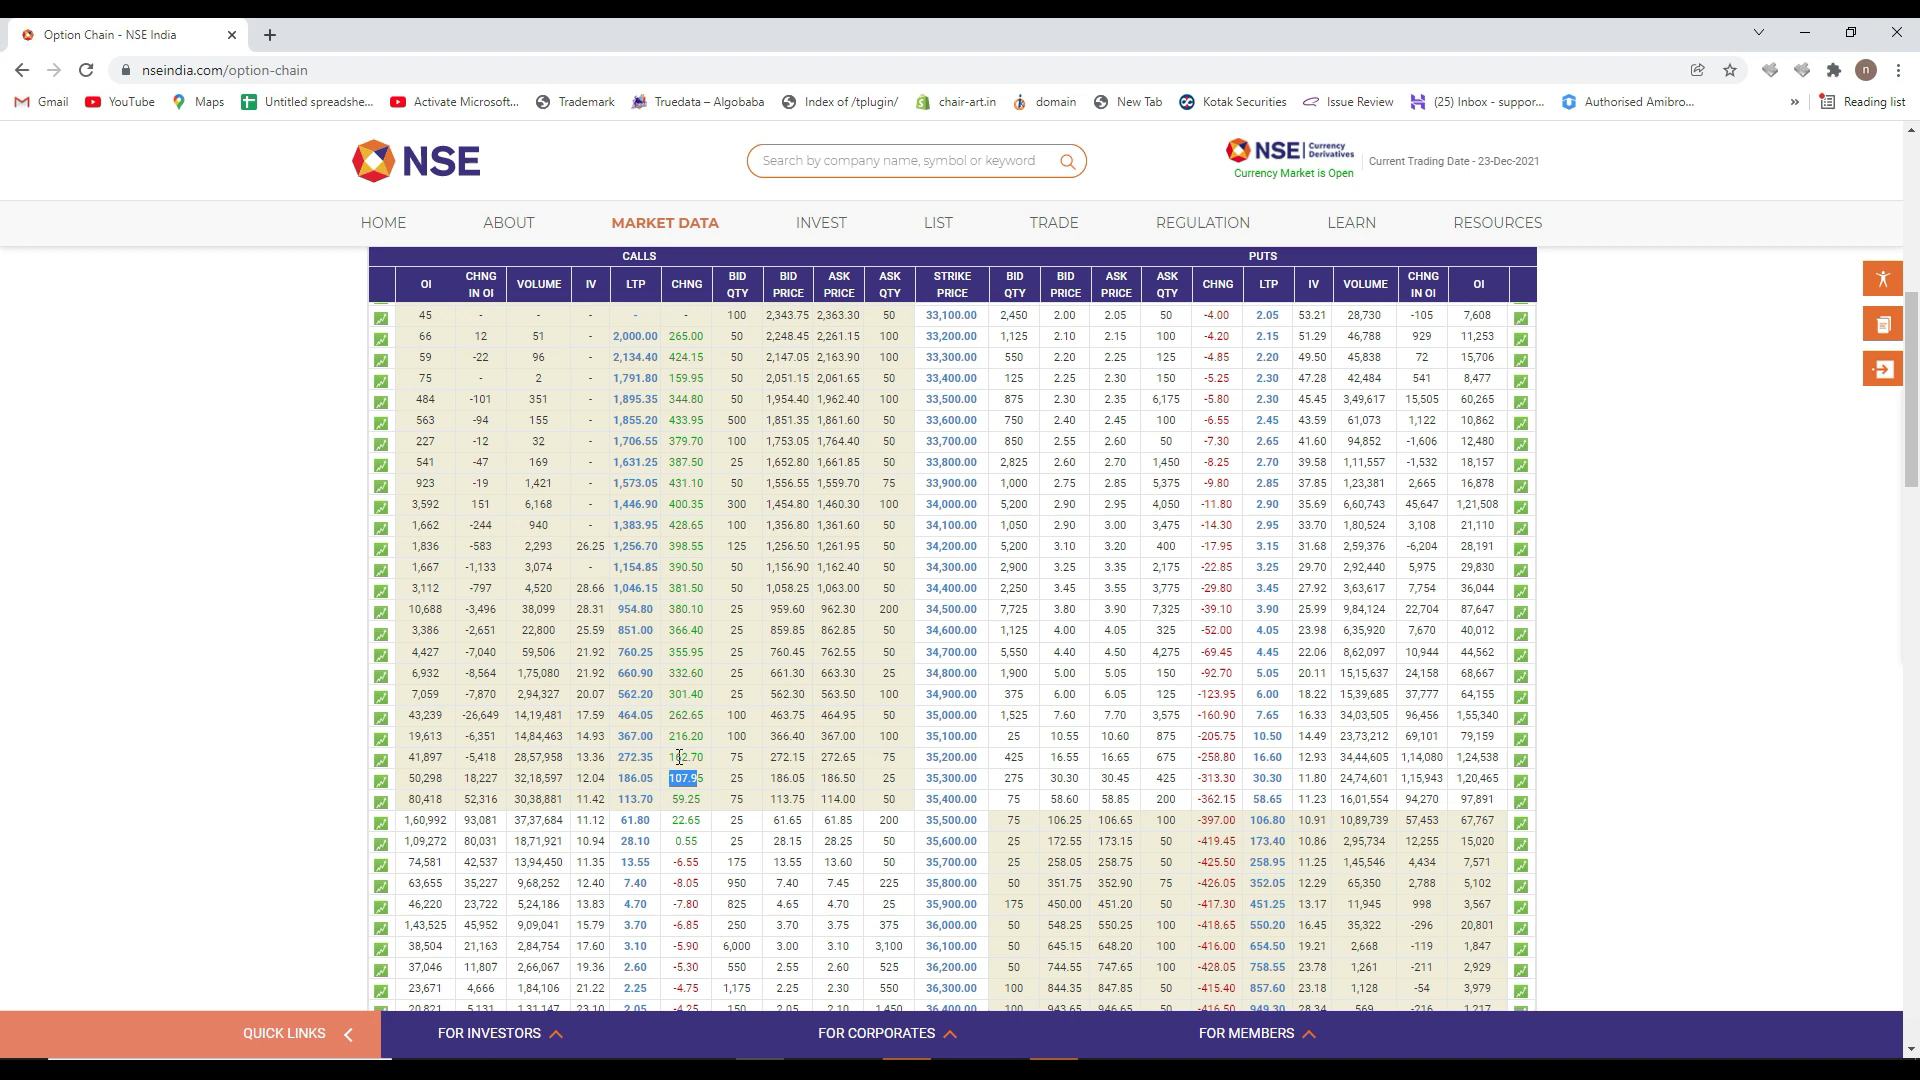 Option Chain - NSE India
nseindia.com/option-chain
n
Gmail YouTube Maps Untitled spreadshe... Activate Microsoft... Trademark Truedata – Algobaba Index of /tplugin/ chair-art.in domain New Tab Kotak Securities Issue Review (25) Inbox - suppor... Authorised Amibro... » Reading list
NSE
Search by company name, symbol or keyword
NSE Currency Derivatives
Currency Market is Open
Current Trading Date - 23-Dec-2021
HOME ABOUT MARKET DATA INVEST LIST TRADE REGULATION LEARN RESOURCES
CALLS PUTS
OI CHNG IN OI VOLUME IV LTP CHNG BID QTY BID PRICE ASK PRICE ASK QTY STRIKE PRICE BID QTY BID PRICE ASK PRICE ASK QTY CHNG LTP IV VOLUME CHNG IN OI OI
45 - - - - - 100 2,343.75 2,363.30 50 33,100.00 2,450 2.00 2.05 50 -4.00 2.05 53.21 28,730 -105 7,608
66 12 51 - 2,000.00 265.00 50 2,248.45 2,261.15 100 33,200.00 1,125 2.10 2.15 100 -4.20 2.15 51.29 46,788 929 11,253
59 -22 96 - 2,134.40 424.15 50 2,147.05 2,163.90 100 33,300.00 550 2.20 2.25 125 -4.85 2.20 49.50 45,838 72 15,706
75 - 2 - 1,791.80 159.95 50 2,051.15 2,061.65 50 33,400.00 125 2.25 2.30 150 -5.25 2.30 47.28 42,484 541 8,477
484 -101 351 - 1,895.35 344.80 50 1,954.40 1,962.40 100 33,500.00 875 2.30 2.35 6,175 -5.80 2.30 45.45 3,49,617 15,505 60,265
563 -94 155 - 1,855.20 433.95 500 1,851.35 1,861.60 50 33,600.00 750 2.40 2.45 100 -6.55 2.45 43.59 61,073 1,122 10,862
227 -12 32 - 1,706.55 379.70 100 1,753.05 1,764.40 50 33,700.00 850 2.55 2.60 50 -7.30 2.65 41.60 94,852 -1,606 12,480
541 -47 169 - 1,631.25 387.50 25 1,652.80 1,661.85 50 33,800.00 2,825 2.60 2.70 1,450 -8.25 2.70 39.58 1,11,557 -1,532 18,157
923 -19 1,421 - 1,573.05 431.10 50 1,556.55 1,559.70 75 33,900.00 1,000 2.75 2.85 5,375 -9.80 2.85 37.85 1,23,381 2,665 16,878
3,592 151 6,168 - 1,446.90 400.35 300 1,454.80 1,460.30 100 34,000.00 5,200 2.90 2.95 4,050 -11.80 2.90 35.69 6,60,743 45,647 1,21,508
1,662 -244 940 - 1,383.95 428.65 100 1,356.80 1,361.60 50 34,100.00 1,050 2.90 3.00 3,475 -14.30 2.95 33.70 1,80,524 3,108 21,110
1,836 -583 2,293 26.25 1,256.70 398.55 125 1,256.50 1,261.95 50 34,200.00 5,200 3.10 3.20 400 -17.95 3.15 31.68 2,59,376 -6,204 28,191
1,667 -1,133 3,074 - 1,154.85 390.50 50 1,156.90 1,162.40 50 34,300.00 2,900 3.25 3.35 2,175 -22.85 3.25 29.70 2,92,440 5,975 29,830
3,112 -797 4,520 28.66 1,046.15 381.50 25 1,058.25 1,063.00 50 34,400.00 2,250 3.45 3.55 3,775 -29.80 3.45 27.92 3,63,617 7,754 36,044
10,688 -3,496 38,099 28.31 954.80 380.10 25 959.60 962.30 200 34,500.00 7,725 3.80 3.90 7,325 -39.10 3.90 25.99 9,84,124 22,704 87,647
3,386 -2,651 22,800 25.59 851.00 366.40 25 859.85 862.85 50 34,600.00 1,125 4.00 4.05 325 -52.00 4.05 23.98 6,35,920 7,670 40,012
4,427 -7,040 59,506 21.92 760.25 355.95 25 760.45 762.55 50 34,700.00 5,550 4.40 4.50 4,275 -69.45 4.45 22.06 8,62,097 10,944 44,562
6,932 -8,564 1,75,080 21.92 660.90 332.60 25 661.30 663.30 25 34,800.00 1,900 5.00 5.05 150 -92.70 5.05 20.11 15,15,637 24,158 68,667
7,059 -7,870 2,94,327 20.07 562.20 301.40 25 562.30 563.50 100 34,900.00 375 6.00 6.05 125 -123.95 6.00 18.22 15,39,685 37,777 64,155
43,239 -26,649 14,19,481 17.59 464.05 262.65 100 463.75 464.95 50 35,000.00 1,525 7.60 7.70 3,575 -160.90 7.65 16.33 34,03,505 96,456 1,55,340
19,613 -6,351 14,84,463 14.93 367.00 216.20 100 366.40 367.00 100 35,100.00 25 10.55 10.60 875 -205.75 10.50 14.49 23,73,212 69,101 79,159
41,897 -5,418 28,57,958 13.36 272.35 162.70 75 272.15 272.65 75 35,200.00 425 16.55 16.65 675 -258.80 16.60 12.93 34,44,605 1,14,080 1,24,538
50,298 18,227 32,18,597 12.04 186.05 107.95 25 186.05 186.50 25 35,300.00 275 30.30 30.45 425 -313.30 30.30 11.80 24,74,601 1,15,943 1,20,465
80,418 52,316 30,38,881 11.42 113.70 59.25 75 113.75 114.00 50 35,400.00 75 58.60 58.85 200 -362.15 58.65 11.23 16,01,554 94,270 97,891
1,60,992 93,081 37,37,684 11.12 61.80 22.65 25 61.65 61.85 200 35,500.00 75 106.25 106.65 100 -397.00 106.80 10.91 10,89,739 57,453 67,767
1,09,272 80,031 18,71,921 10.94 28.10 0.55 25 28.15 28.25 50 35,600.00 25 172.55 173.15 50 -419.45 173.40 10.86 2,95,734 12,255 15,020
74,581 42,537 13,94,450 11.35 13.55 -6.55 175 13.55 13.60 50 35,700.00 25 258.05 258.75 50 -425.50 258.95 11.25 1,45,546 4,434 7,571
63,655 35,227 9,68,252 12.40 7.40 -8.05 950 7.40 7.45 225 35,800.00 50 351.75 352.90 75 -426.05 352.05 12.29 65,350 2,788 5,102
46,220 23,722 5,24,186 13.83 4.70 -7.80 825 4.65 4.70 25 35,900.00 175 450.00 451.20 50 -417.30 451.25 13.17 11,945 998 3,567
1,43,525 45,952 9,09,041 15.79 3.70 -6.85 250 3.70 3.75 375 36,000.00 50 548.25 550.25 100 -418.65 550.20 16.45 35,322 -296 20,801
38,504 21,163 2,84,754 17.60 3.10 -5.90 6,000 3.00 3.10 3,100 36,100.00 50 645.15 648.20 100 -416.00 654.50 19.21 2,668 -119 1,847
37,046 11,807 2,66,067 19.36 2.60 -5.30 550 2.55 2.60 525 36,200.00 50 744.55 747.65 100 -428.05 758.55 23.78 1,261 -211 2,929
23,671 4,666 1,84,106 21.22 2.25 -4.75 1,175 2.25 2.30 550 36,300.00 100 844.35 847.85 50 -415.40 857.60 23.18 1,128 -54 3,979
20,821 5,131 1,31,147 23.10 2.05 -4.25 150 2.05 2.10 1,450 36,400.00 100 943.65 946.65 50 -416.50 949.30 28.34 569 -216 1,217
QUICK LINKS FOR INVESTORS FOR CORPORATES FOR MEMBERS